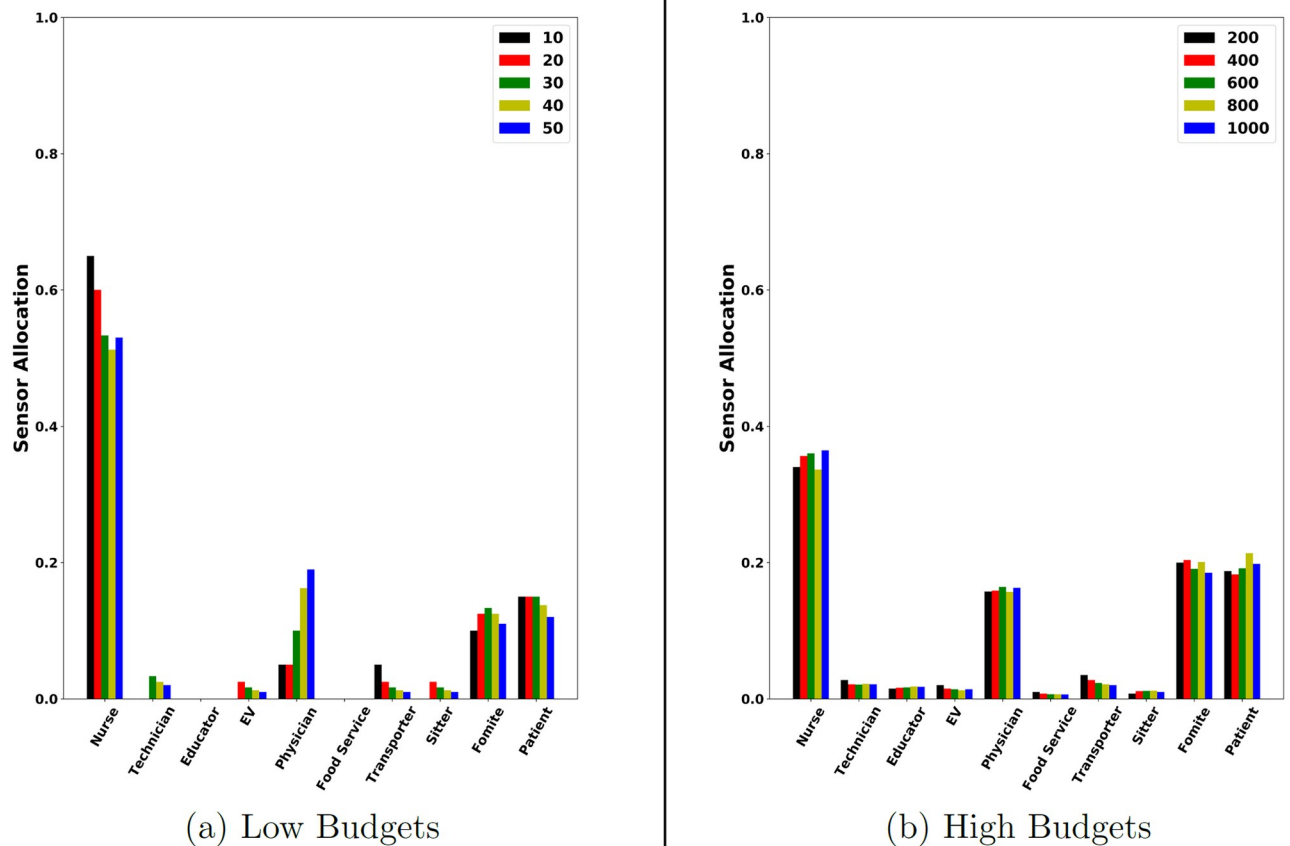 1.0
0.8
0.6
0.4
0.2
0.0
Sensor Allocation
10
20
30
40
50
Nurse
Technician
Educator
EV
Physician
Food Service
Transporter
Sitter
Fomite
Patient
(a) Low Budgets
1.0
0.8
0.6
0.4
0.2
0.0
Sensor Allocation
200
400
600
800
1000
Nurse
Technician
Educator
EV
Physician
Food Service
Transporter
Sitter
Fomite
Patient
(b) High Budgets